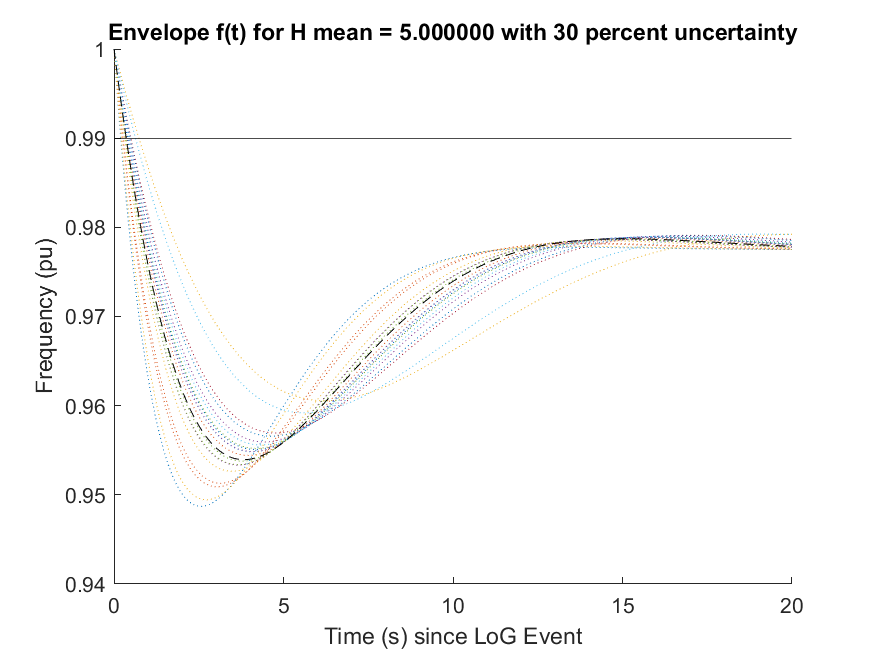 Envelope f(t) for H mean = 5.000000 with 30 percent uncertainty
1
0.99
0.98
0.97
0.96
0.95
0.94
Frequency (pu)
0 5 10 15 20
Time (s) since LoG Event